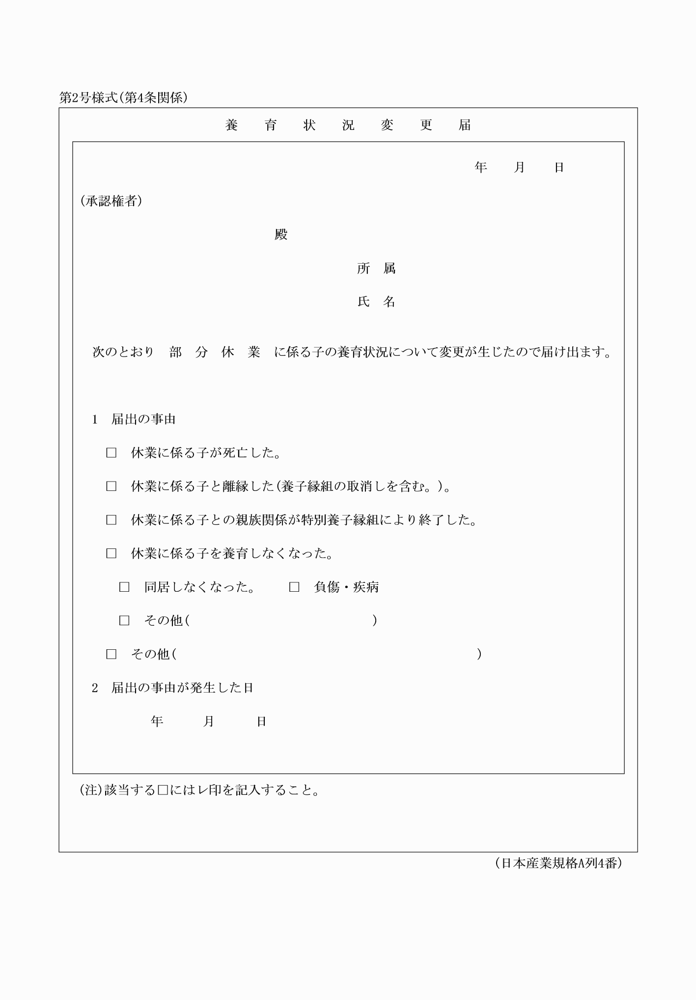 第2号様式(第4条関係)
養　育　状　況　変　更　届
年　　月　　日
(承認権者)
殿
所　属
氏　名
次のとおり　部　分　休　業　に係る子の養育状況について変更が生じたので届け出ます。
1　届出の事由
□　休業に係る子が死亡した。
□　休業に係る子と離縁した(養子縁組の取消しを含む。)。
□　休業に係る子との親族関係が特別養子縁組により終了した。
□　休業に係る子を養育しなくなった。
□　同居しなくなった。　　□　負傷・疾病
□　その他(　　　　　　　　　　　　　　)
□　その他(　　　　　　　　　　　　　　　　　　　　　　　)
2　届出の事由が発生した日
年　　　月　　　日
(注)該当する□にはレ印を記入すること。
(日本産業規格A列4番)